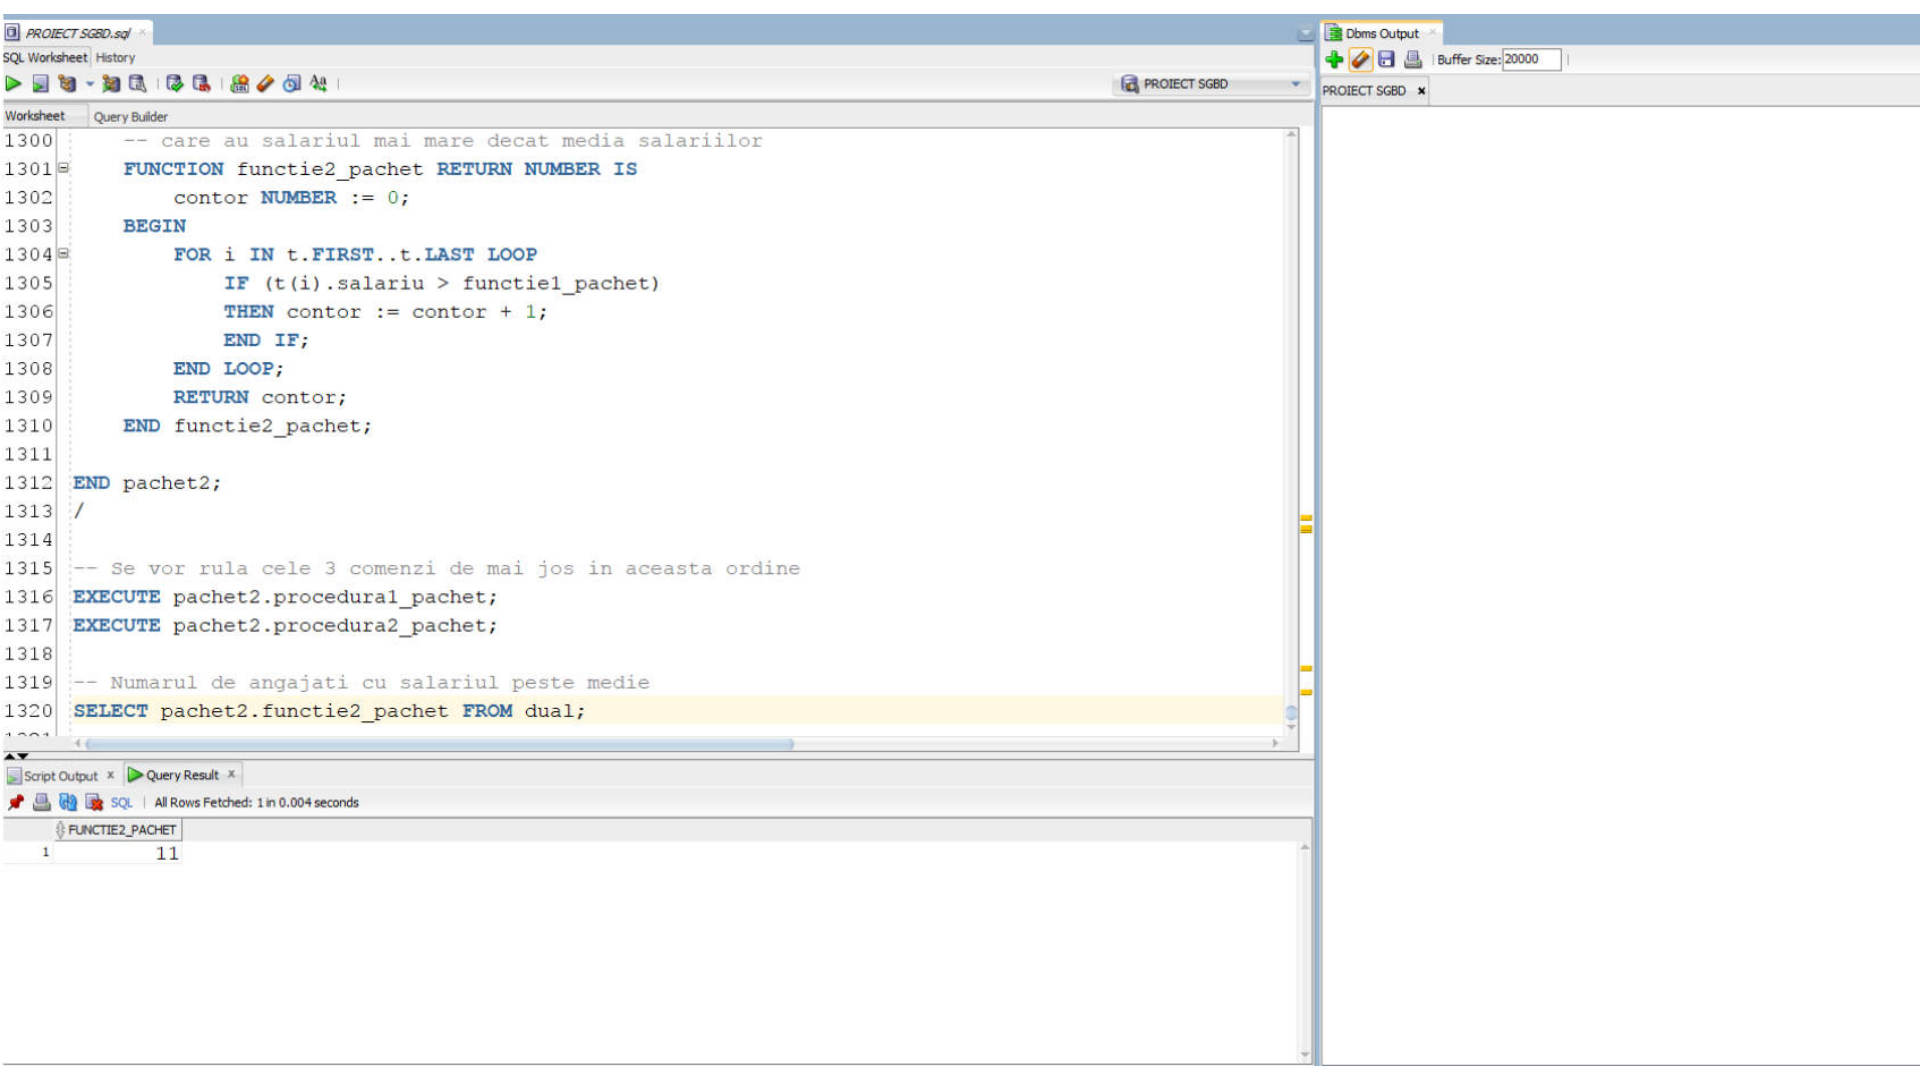 PROIECT SGBD.sql
SQL Worksheet History
PROIECT SGBD
Worksheet Query Builder
1300 -- care au salariul mai mare decat media salariilor
1301 FUNCTION functie2_pachet RETURN NUMBER IS
1302 contor NUMBER := 0;
1303 BEGIN
1304 FOR i IN t.FIRST..t.LAST LOOP
1305 IF (t(i).salariu > functie1_pachet)
1306 THEN contor := contor + 1;
1307 END IF;
1308 END LOOP;
1309 RETURN contor;
1310 END functie2_pachet;
1311
1312 END pachet2;
1313 /
1314
1315 -- Se vor rula cele 3 comenzi de mai jos in aceasta ordine
1316 EXECUTE pachet2.procedura1_pachet;
1317 EXECUTE pachet2.procedura2_pachet;
1318
1319 -- Numarul de angajati cu salariul peste medie
1320 SELECT pachet2.functie2_pachet FROM dual;
Script Output x Query Result x
SQL | All Rows Fetched: 1 in 0.004 seconds
FUNCTIE2_PACHET
1 11
Dbms Output
Buffer Size: 20000
PROIECT SGBD x